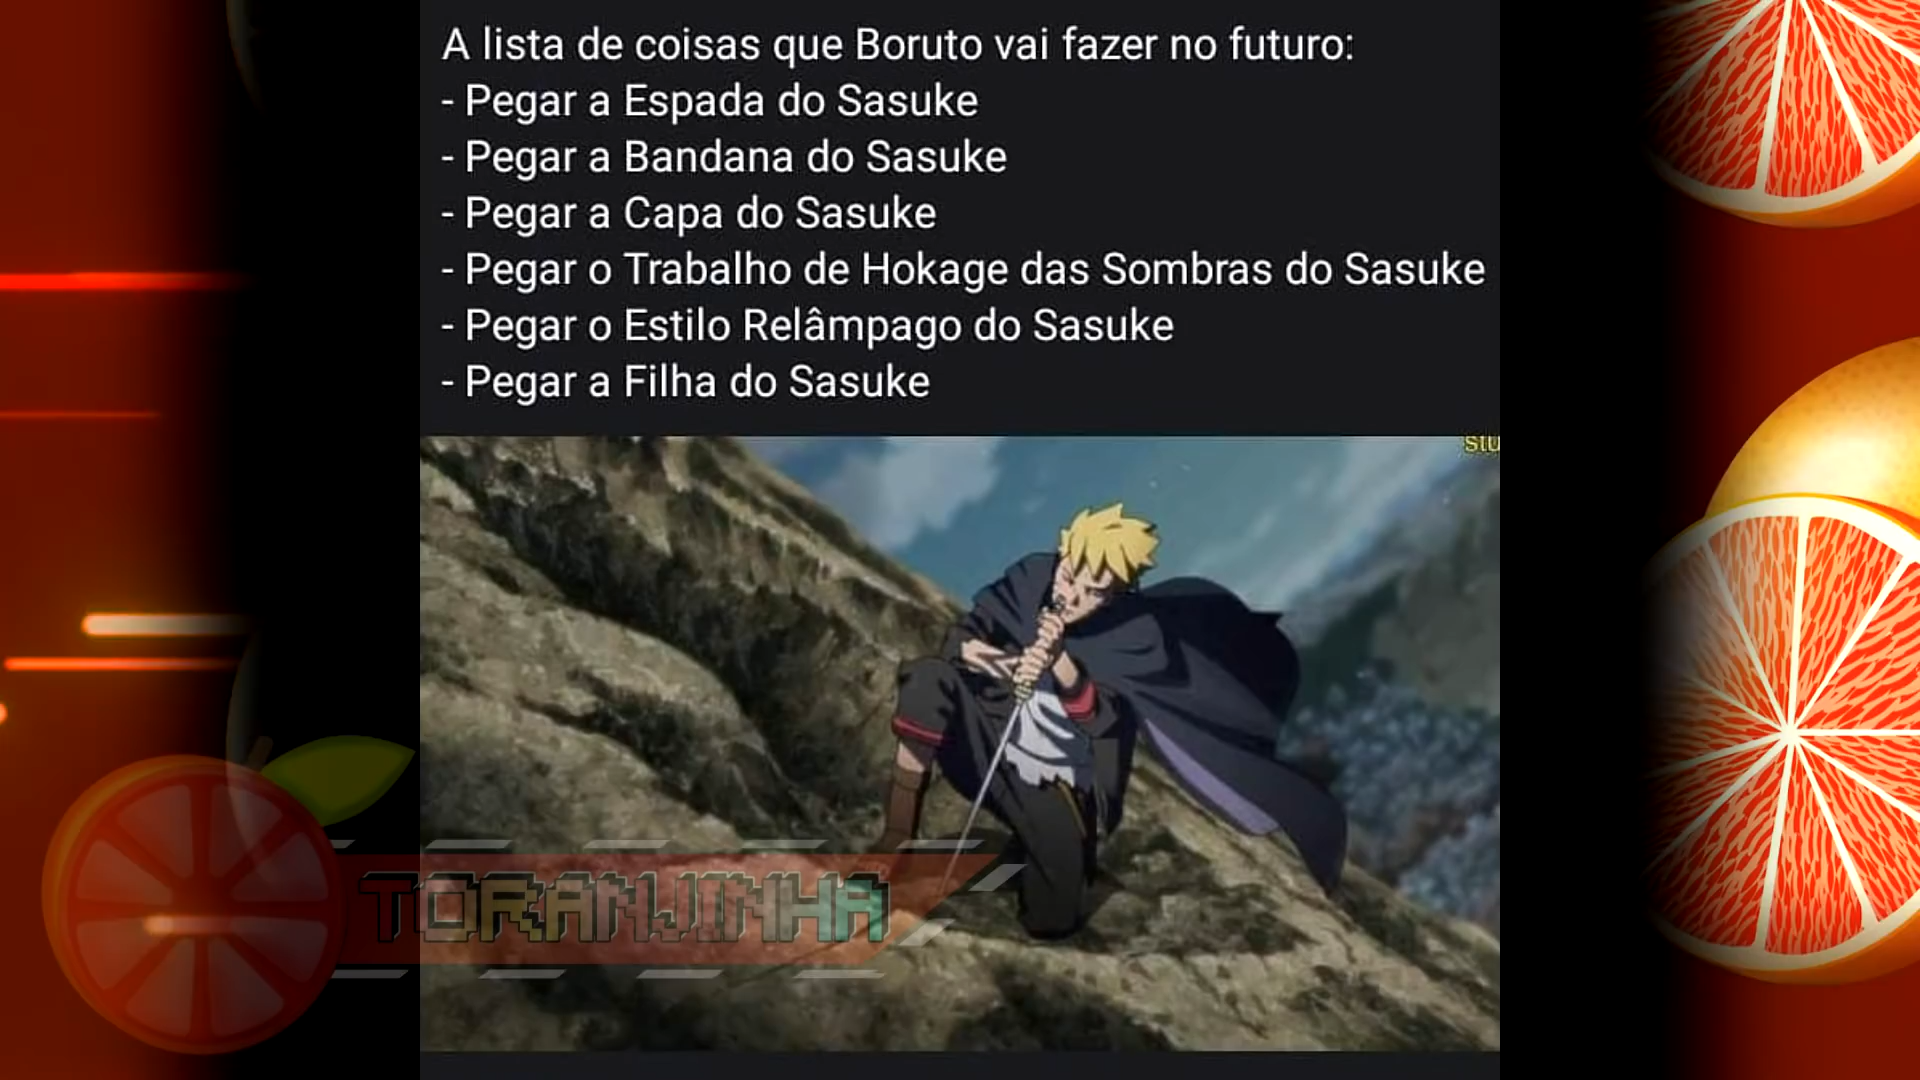 A lista de coisas que Boruto vai fazer no futuro:
- Pegar a Espada do Sasuke
- Pegar a Bandana do Sasuke
- Pegar a Capa do Sasuke
- Pegar o Trabalho de Hokage das Sombras do Sasuke
- Pegar o Estilo Relâmpago do Sasuke
- Pegar a Filha do Sasuke
stu
TORANJINHA